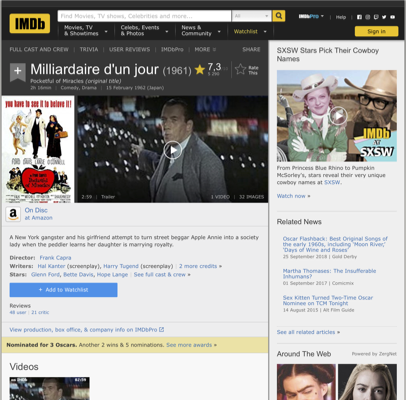 IMDb
Find Movies, TV shows, Celebrities and more...
All
IMDbPro
Help
Movies, TV & Showtimes
Celebs, Events & Photos
News & Community
Watchlist
Sign in
FULL CAST AND CREW | TRIVIA | USER REVIEWS | IMDbPro | MORE
SHARE
Milliardaire d'un jour (1961)
7,3
Rate This
Pocketful of Miracles (original title)
2h 16min | Comedy, Drama | 15 February 1962 (Japan)
you have to see it to believe it!
2:59 | Trailer
1 VIDEO | 32 IMAGES
On Disc
at Amazon
A New York gangster and his girlfriend attempt to turn street beggar Apple Annie into a society
lady when the peddler learns her daughter is marrying royalty.
Director: Frank Capra
Writers: Hal Kanter (screenplay), Harry Tugend (screenplay) | 2 more credits »
Stars: Glenn Ford, Bette Davis, Hope Lange | See full cast & crew »
+ Add to Watchlist
Reviews
48 user | 21 critic
View production, box office, & company info on IMDbPro
Nominated for 3 Oscars. Another 2 wins & 5 nominations. See more awards »
Videos
02:59
SXSW Stars Pick Their Cowboy
Names
IMDb
AT
SXSW
From Princess Blue Rhino to Pumpkin
McSorley's, stars reveal their very unique
cowboy names at SXSW.
Watch now »
Related News
Oscar Flashback: Best Original Songs of
the early 1960s, including 'Moon River,'
'Days of Wine and Roses'
25 September 2018 | Gold Derby
Martha Thomases: The Insufferable
Inhumans?
01 September 2017 | Comicmix
Sex Kitten Turned Two-Time Oscar
Nominee on TCM Tonight
14 August 2015 | Alt Film Guide
See all related articles »
Around The Web
Powered by ZergNet